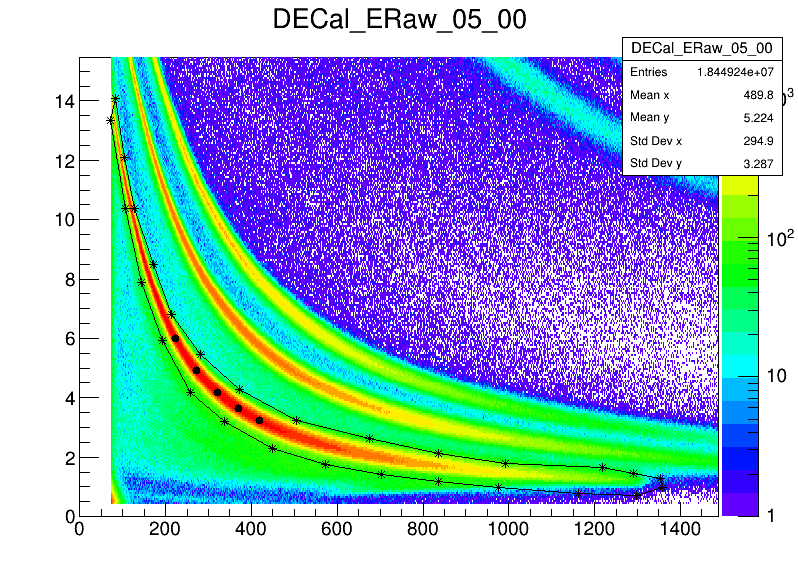 DECal_ERaw_05_00
DECal_ERaw_05_00
Entries 1.844924e+07
Mean x 489.8
Mean y 5.224
Std Dev x 294.9
Std Dev y 3.287
14
12
10
8
6
4
2
0
0 200 400 600 800 1000 1200 1400
10²
10
1